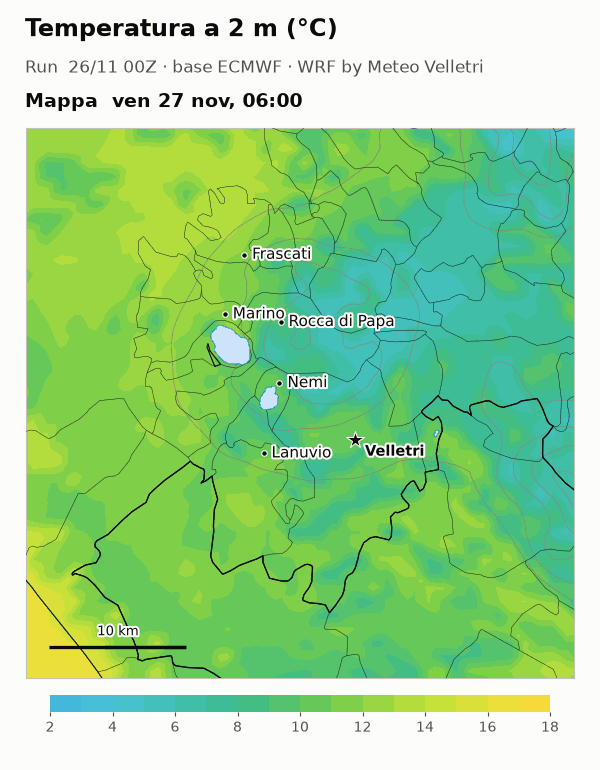 Temperatura a 2 m (°C)
Run  26/11 00Z · base ECMWF · WRF by Meteo Velletri
Mappa  ven 27 nov, 06:00
Frascati
Marino
Rocca di Papa
Nemi
Velletri
Lanuvio
10 km
2 4 6 8 10 12 14 16 18